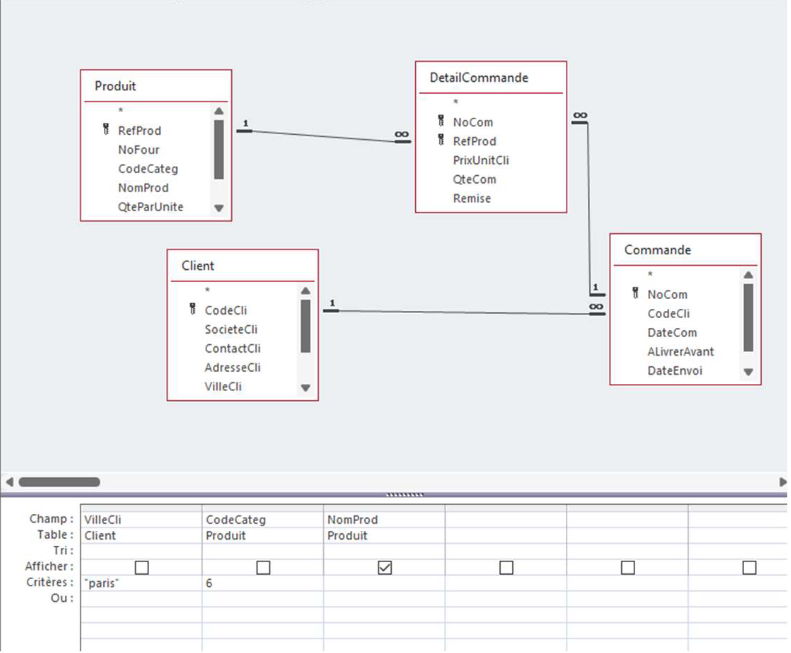 Produit
*
RefProd
NoFour
CodeCateg
NomProd
QteParUnite
1
∞
DetailCommande
*
NoCom
RefProd
PrixUnitCli
QteCom
Remise
∞
1
Client
*
CodeCli
SocieteCli
ContactCli
AdresseCli
VilleCli
1
∞
Commande
*
NoCom
CodeCli
DateCom
ALivrerAvant
DateEnvoi
Champ : VilleCli CodeCateg NomProd
Table : Client Produit Produit
Tri :
Afficher :
Critères : "paris" 6
Ou :